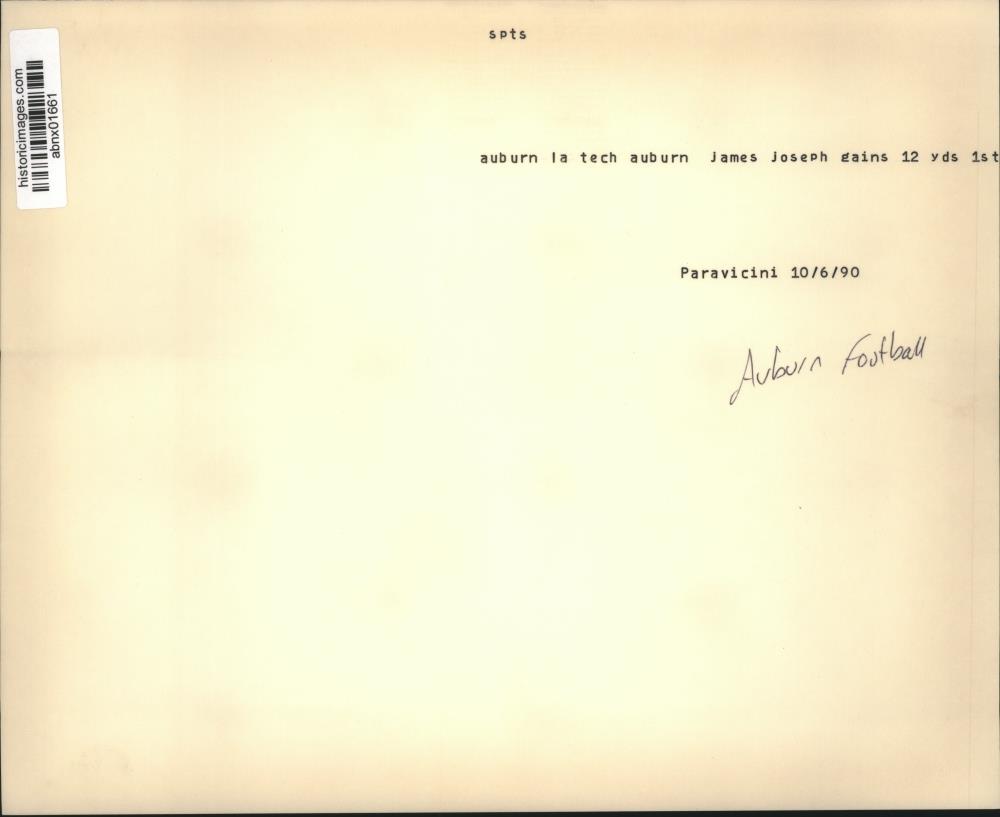 spts
historicimages.com
abnx01661
auburn la tech auburn James Joseph gains 12 yds 1st
Paravicini 10/6/90
Auburn Football